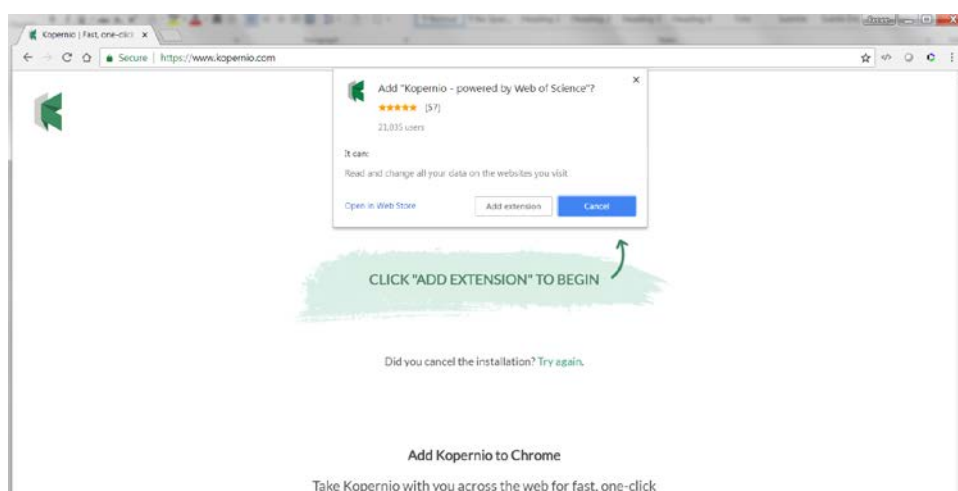 Kopernio | Fast, one-click
Secure | https://www.kopernio.com
Add "Kopernio - powered by Web of Science"?
(57)
21,035 users
It can:
Read and change all your data on the websites you visit
Open in Web Store
Add extension
Cancel
CLICK "ADD EXTENSION" TO BEGIN
Did you cancel the installation? Try again.
Add Kopernio to Chrome
Take Kopernio with you across the web for fast, one-click